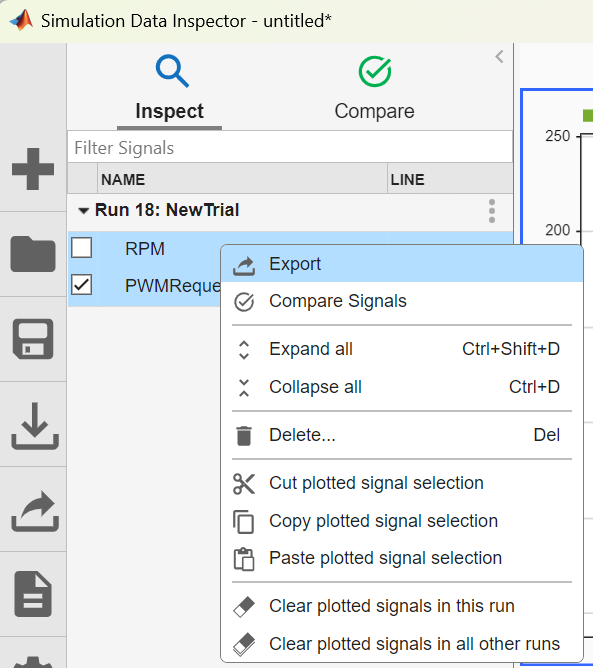 Simulation Data Inspector - untitled*
Inspect
Compare
Filter Signals
NAME
LINE
Run 18: NewTrial
RPM
PWMReque
Export
Compare Signals
Expand all Ctrl+Shift+D
Collapse all Ctrl+D
Delete... Del
Cut plotted signal selection
Copy plotted signal selection
Paste plotted signal selection
Clear plotted signals in this run
Clear plotted signals in all other runs
250
200